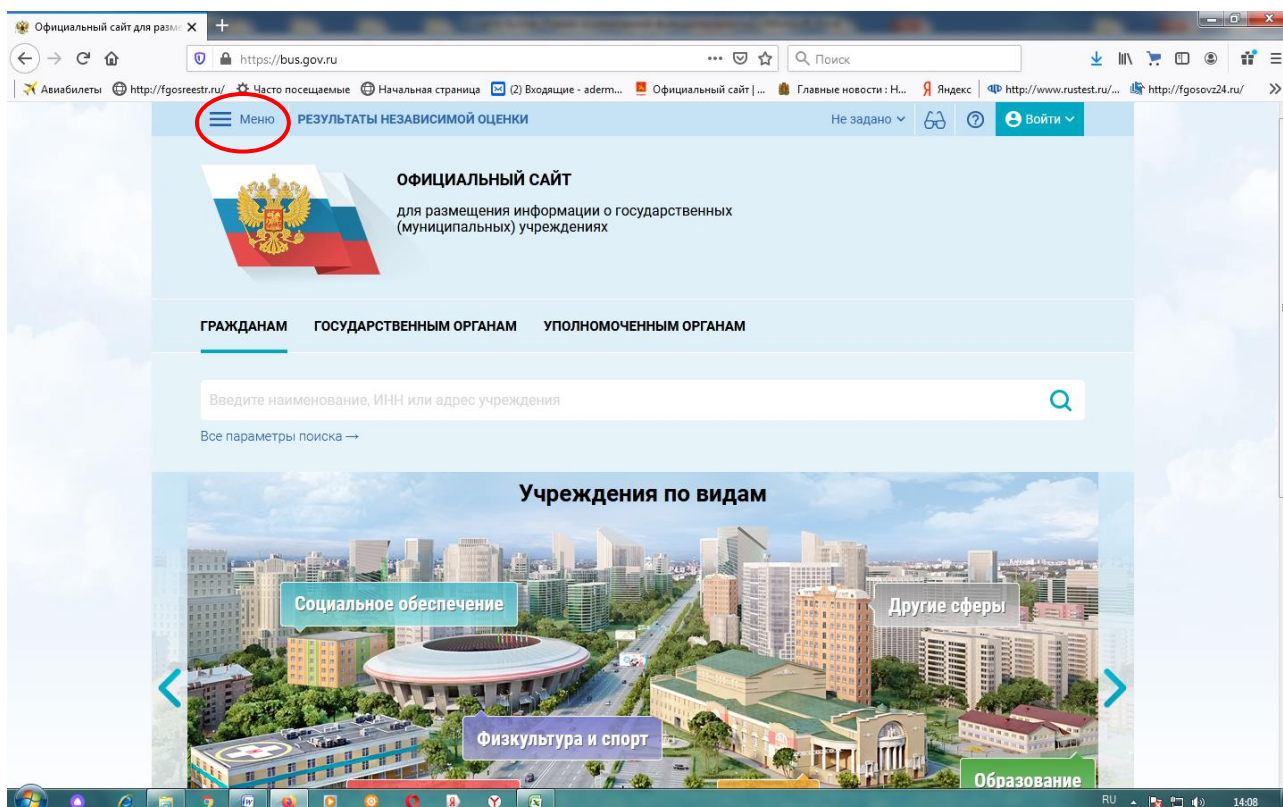 Официальный сайт для разм
https://bus.gov.ru
Поиск
Авиабилеты http://fgosreestr.ru/ Часто посещаемые Начальная страница (2) Входящие - aderm... Официальный сайт | ... Главные новости : Н... Яндекс http://www.rustest.ru/... http://fgosovz24.ru/
Меню РЕЗУЛЬТАТЫ НЕЗАВИСИМОЙ ОЦЕНКИ Не задано Войти
ОФИЦИАЛЬНЫЙ САЙТ
для размещения информации о государственных
(муниципальных) учреждениях
ГРАЖДАНАМ ГОСУДАРСТВЕННЫМ ОРГАНАМ УПОЛНОМОЧЕННЫМ ОРГАНАМ
Введите наименование, ИНН или адрес учреждения
Все параметры поиска →
Учреждения по видам
Социальное обеспечение
Другие сферы
Физкультура и спорт
Образование
RU 14:08